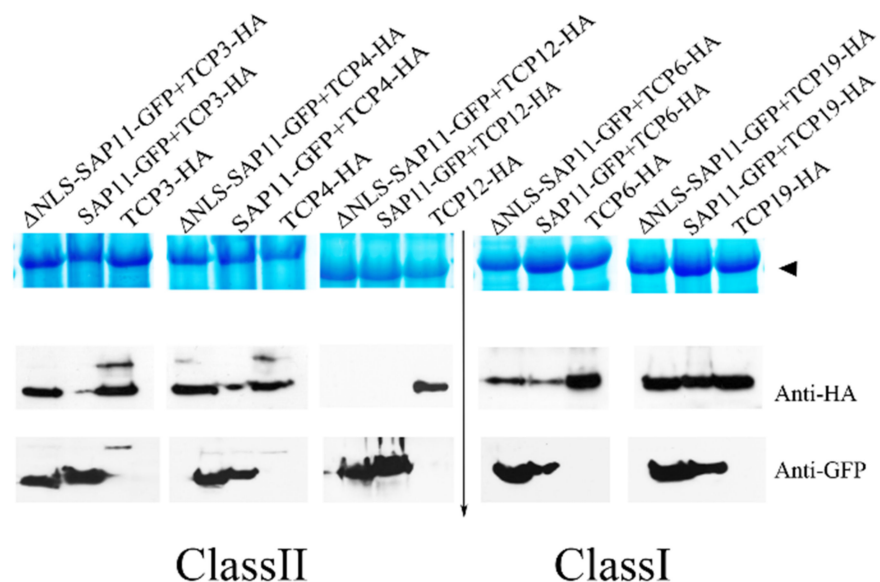 ΔNLS-SAP11-GFP+TCP3-HA
SAP11-GFP+TCP3-HA
TCP3-HA
ΔNLS-SAP11-GFP+TCP4-HA
SAP11-GFP+TCP4-HA
TCP4-HA
ΔNLS-SAP11-GFP+TCP12-HA
SAP11-GFP+TCP12-HA
TCP12-HA
ΔNLS-SAP11-GFP+TCP6-HA
SAP11-GFP+TCP6-HA
TCP6-HA
ΔNLS-SAP11-GFP+TCP19-HA
SAP11-GFP+TCP19-HA
TCP19-HA
Anti-HA
Anti-GFP
ClassII
ClassI